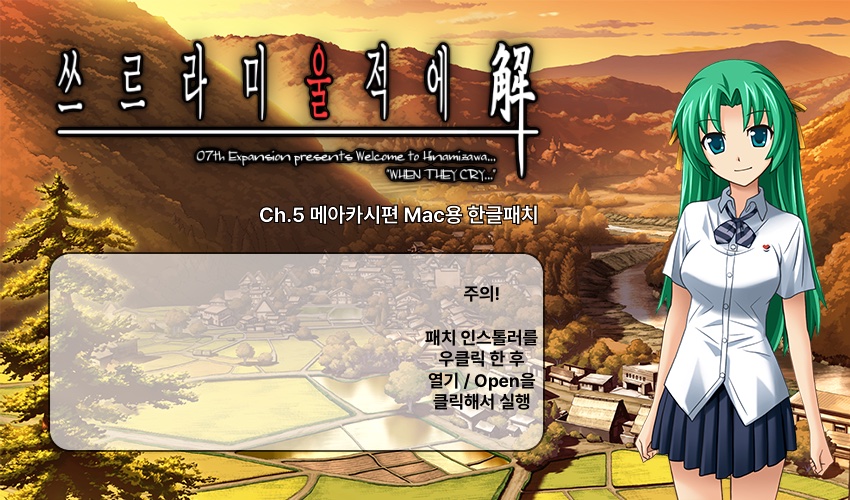 쓰르라미 울적에 解
07th Expansion presents Welcome to Hinamizawa...
"WHEN THEY CRY..."
Ch.5 메아카시편 Mac용 한글패치
주의!
패치 인스톨러를
우클릭 한 후
열기 / Open을
클릭해서 실행